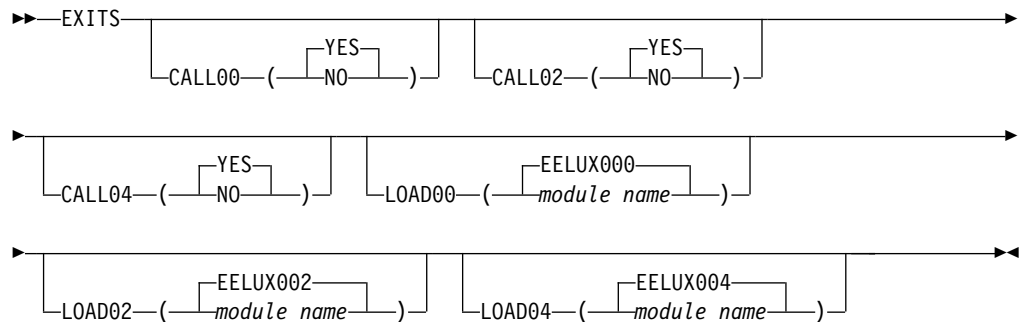 EXITS
YES YES
CALL00 ( NO ) CALL02 ( NO )
YES EELUX000
CALL04 ( NO ) LOAD00 ( module name )
EELUX002 EELUX004
LOAD02 ( module name ) LOAD04 ( module name )